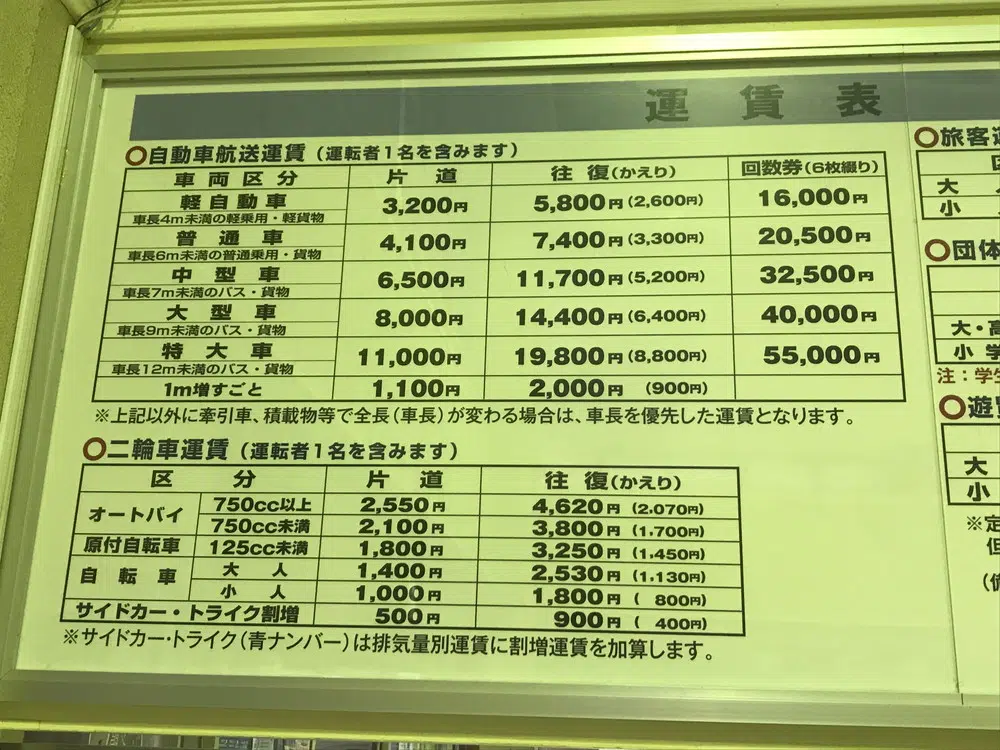 運賃表
○自動車航送運賃（運転者1名を含みます）
車両区分 片道 往復(かえり) 回数券(6枚綴り)
軽自動車 3,200円 5,800円(2,600円) 16,000円
車長4m未満の軽乗用・軽貨物
普通車 4,100円 7,400円(3,300円) 20,500円
車長6m未満の普通乗用・貨物
中型車 6,500円 11,700円(5,200円) 32,500円
車長7m未満のバス・貨物
大型車 8,000円 14,400円(6,400円) 40,000円
車長9m未満のバス・貨物
特大車 11,000円 19,800円(8,800円) 55,000円
車長12m未満のバス・貨物
1m増すごと 1,100円 2,000円(900円)
※上記以外に牽引車、積載物等で全長（車長）が変わる場合は、車長を優先した運賃となります。
○二輪車運賃（運転者1名を含みます）
区分 片道 往復(かえり)
オートバイ 750cc以上 2,550円 4,620円(2,070円)
750cc未満 2,100円 3,800円(1,700円)
原付自転車 125cc未満 1,800円 3,250円(1,450円)
自転車 大人 1,400円 2,530円(1,130円)
小人 1,000円 1,800円(800円)
サイドカー・トライク割増 500円 900円(400円)
※サイドカー・トライク（青ナンバー）は排気量別運賃に割増運賃を加算します。
○旅客運
大
小
○団体
大・高
小学
注：学生
○遊覧
大
小
※定
但